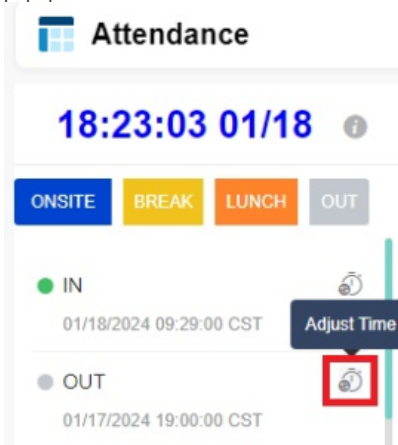 Attendance
18:23:03 01/18
ONSITE BREAK LUNCH OUT
IN
01/18/2024 09:29:00 CST
Adjust Time
OUT
01/17/2024 19:00:00 CST